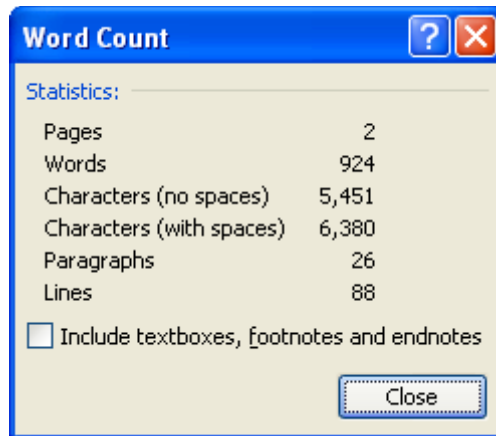 Word Count
Statistics:
Pages 2
Words 924
Characters (no spaces) 5,451
Characters (with spaces) 6,380
Paragraphs 26
Lines 88
Include textboxes, footnotes and endnotes
Close